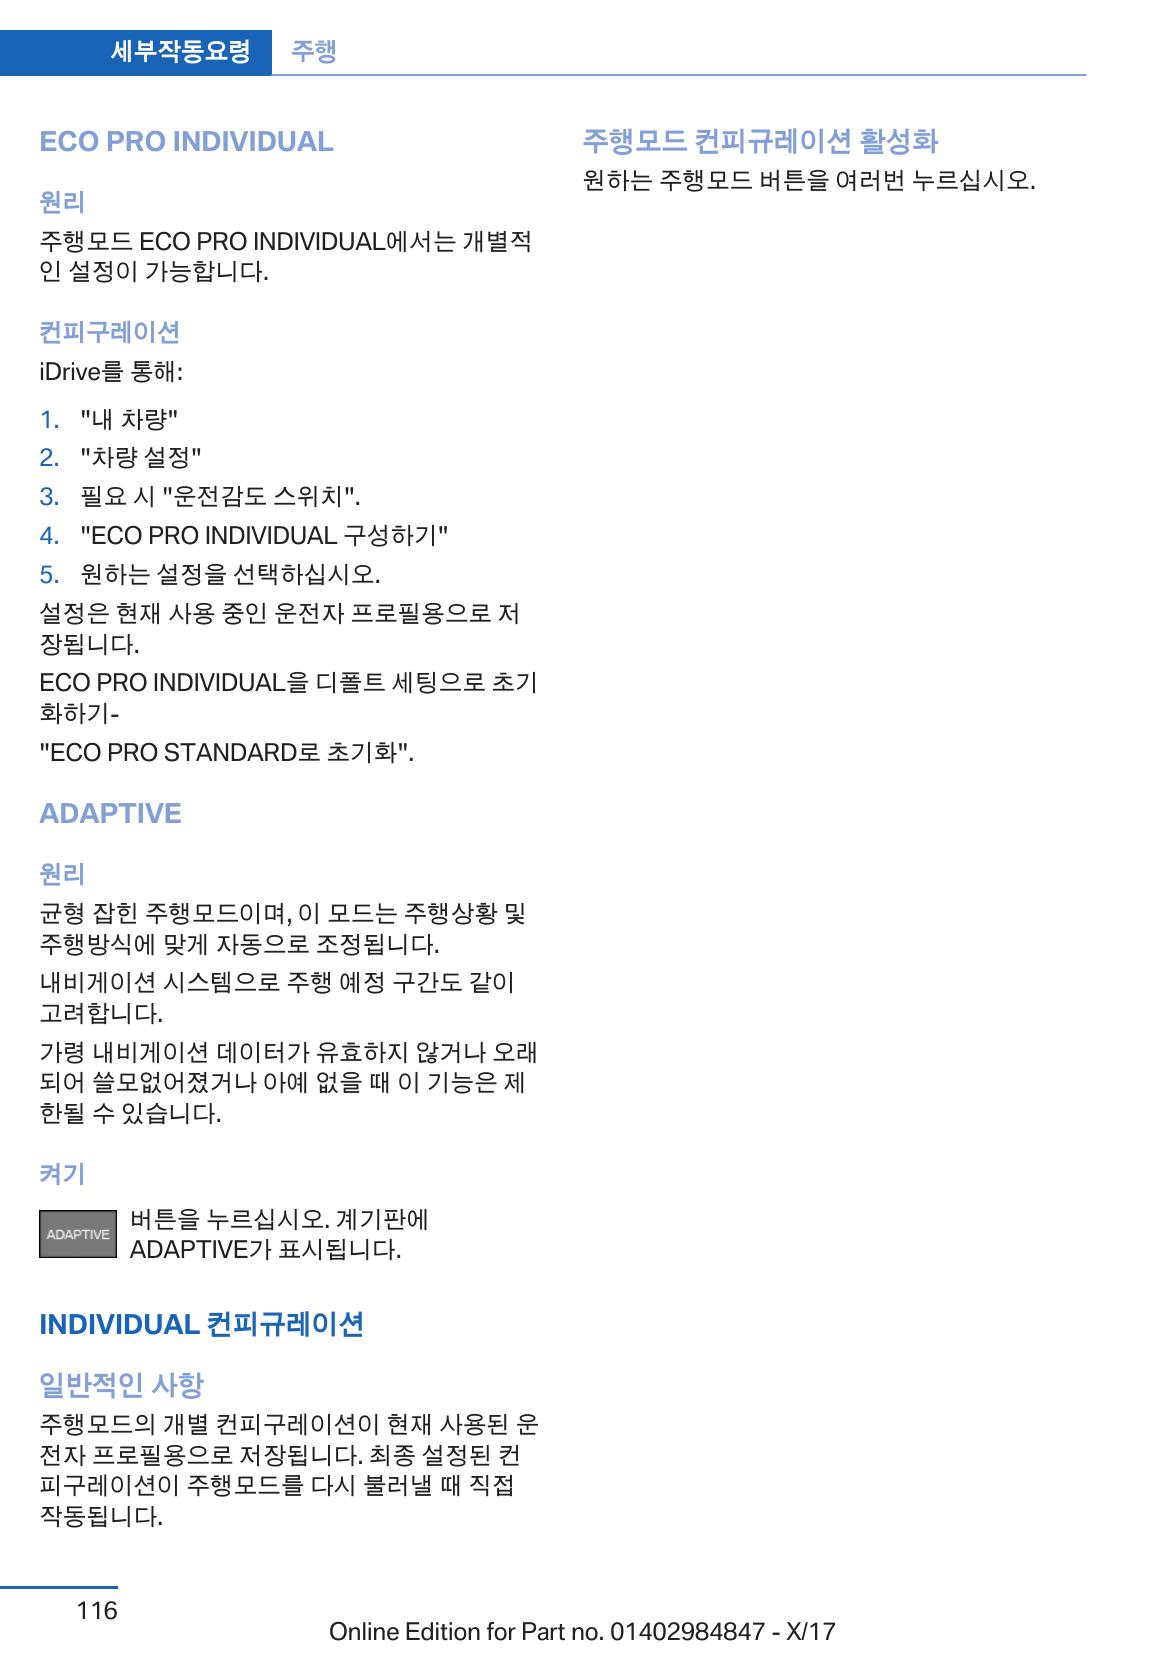 세부작동요령 주행
ECO PRO INDIVIDUAL
원리
주행모드 ECO PRO INDIVIDUAL에서는 개별적
인 설정이 가능합니다.
컨피구레이션
iDrive를 통해:
1. "내 차량"
2. "차량 설정"
3. 필요 시 "운전감도 스위치".
4. "ECO PRO INDIVIDUAL 구성하기"
5. 원하는 설정을 선택하십시오.
설정은 현재 사용 중인 운전자 프로필용으로 저
장됩니다.
ECO PRO INDIVIDUAL을 디폴트 세팅으로 초기
화하기-
"ECO PRO STANDARD로 초기화".
ADAPTIVE
원리
균형 잡힌 주행모드이며, 이 모드는 주행상황 및
주행방식에 맞게 자동으로 조정됩니다.
내비게이션 시스템으로 주행 예정 구간도 같이
고려합니다.
가령 내비게이션 데이터가 유효하지 않거나 오래
되어 쓸모없어졌거나 아예 없을 때 이 기능은 제
한될 수 있습니다.
켜기
ADAPTIVE
버튼을 누르십시오. 계기판에
ADAPTIVE가 표시됩니다.
INDIVIDUAL 컨피규레이션
일반적인 사항
주행모드의 개별 컨피구레이션이 현재 사용된 운
전자 프로필용으로 저장됩니다. 최종 설정된 컨
피구레이션이 주행모드를 다시 불러낼 때 직접
작동됩니다.
주행모드 컨피규레이션 활성화
원하는 주행모드 버튼을 여러번 누르십시오.
116
Online Edition for Part no. 01402984847 - X/17